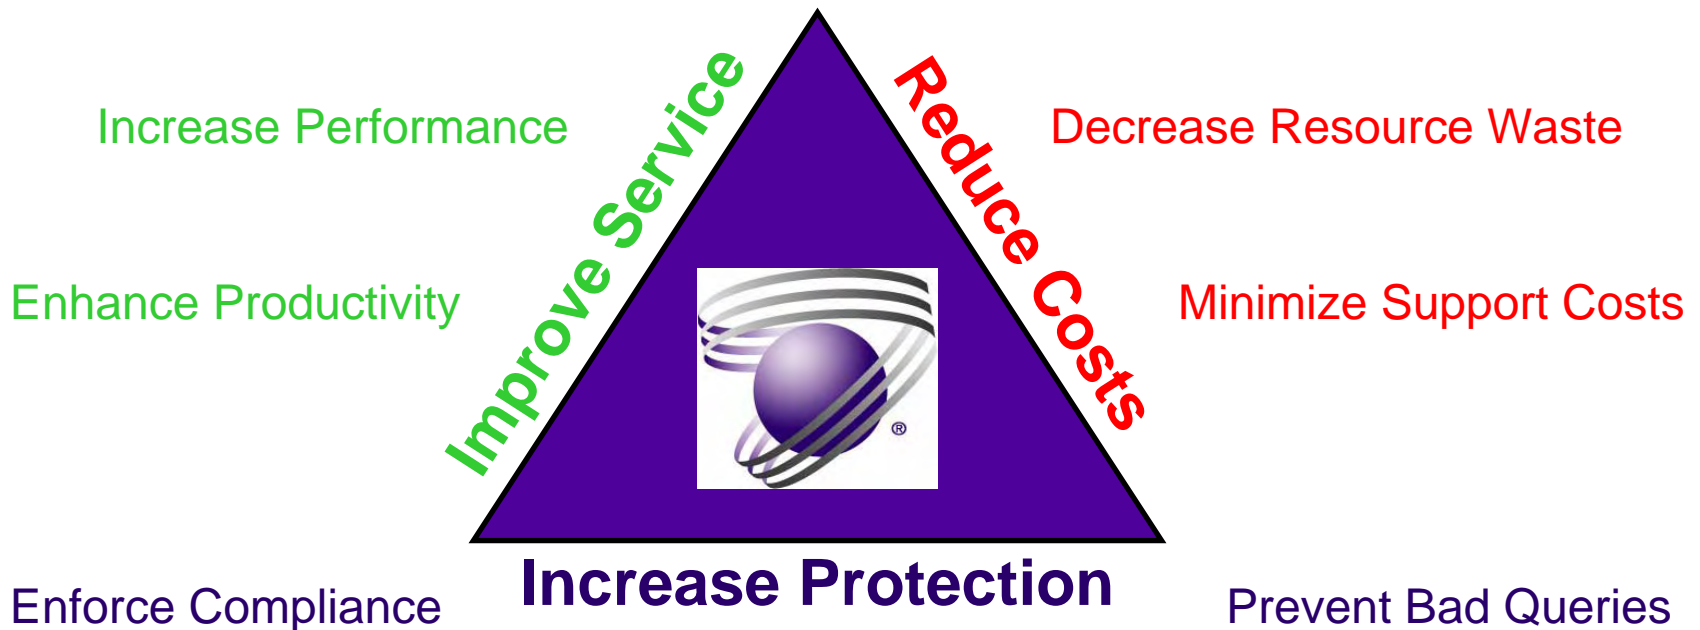 Improve Service
Reduce Costs
Increase Performance
Decrease Resource Waste
Enhance Productivity
Minimize Support Costs
®
Increase Protection
Enforce Compliance
Prevent Bad Queries